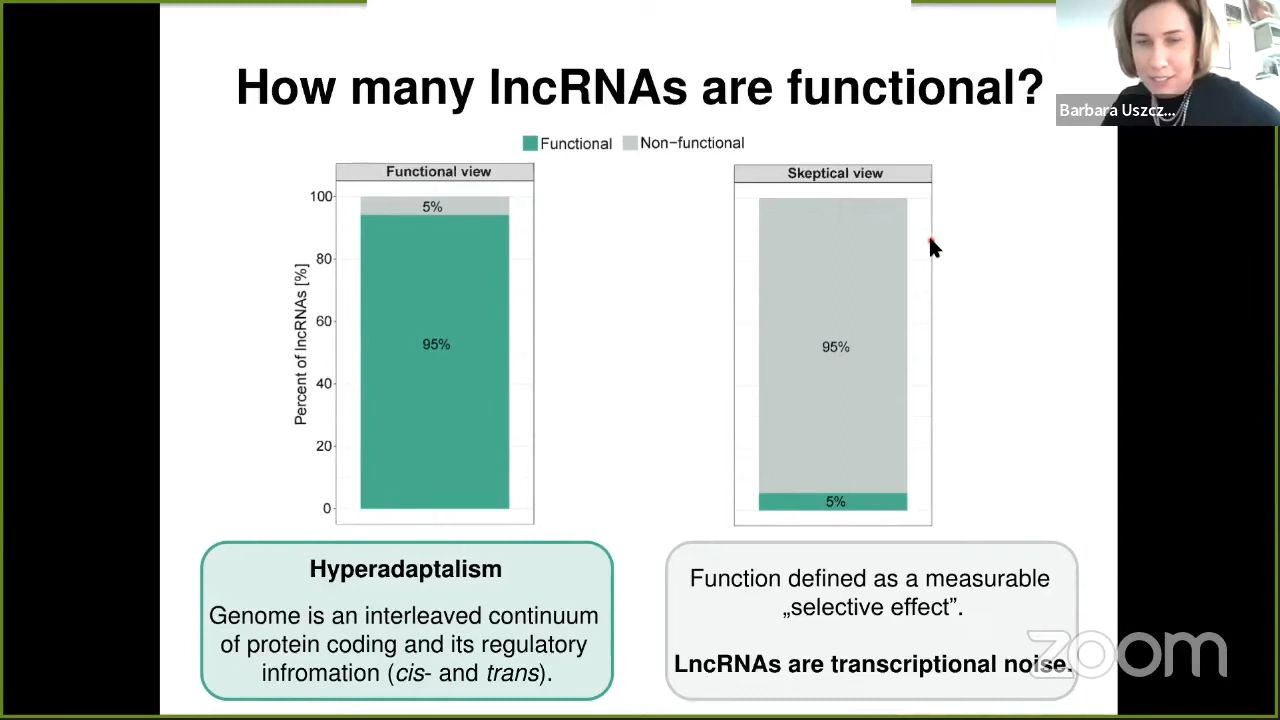 How many lncRNAs are functional?
Barbara Uszcz...
Functional Non−functional
Functional view
Skeptical view
Percent of lncRNAs [%]
100
80
60
40
20
0
5%
95%
95%
5%
Hyperadaptalism
Genome is an interleaved continuum
of protein coding and its regulatory
infromation (cis- and trans).
Function defined as a measurable
„selective effect”.
LncRNAs are transcriptional noise.
zoom